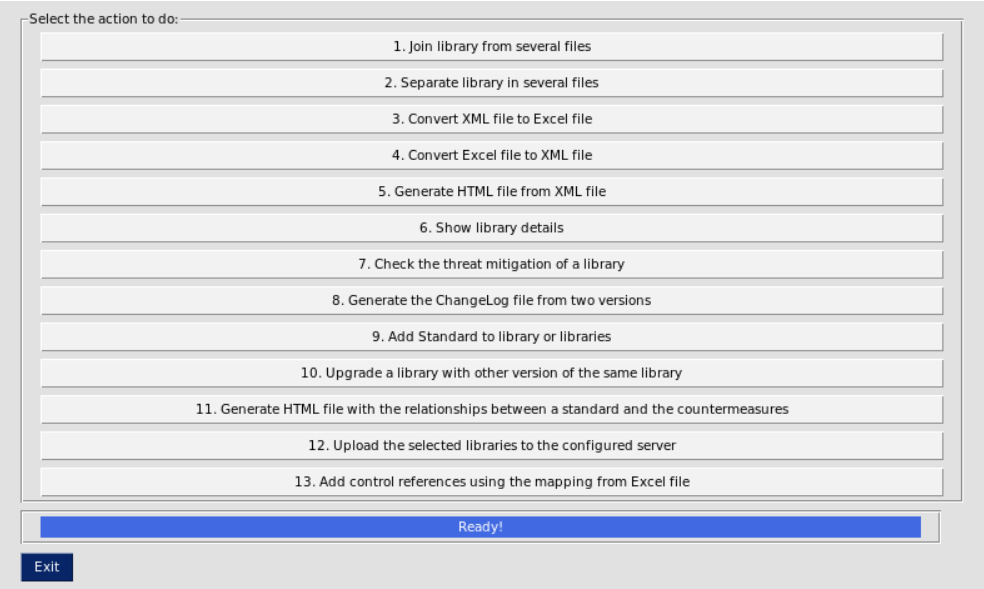 Select the action to do:
1. Join library from several files
2. Separate library in several files
3. Convert XML file to Excel file
4. Convert Excel file to XML file
5. Generate HTML file from XML file
6. Show library details
7. Check the threat mitigation of a library
8. Generate the ChangeLog file from two versions
9. Add Standard to library or libraries
10. Upgrade a library with other version of the same library
11. Generate HTML file with the relationships between a standard and the countermeasures
12. Upload the selected libraries to the configured server
13. Add control references using the mapping from Excel file
Ready!
Exit